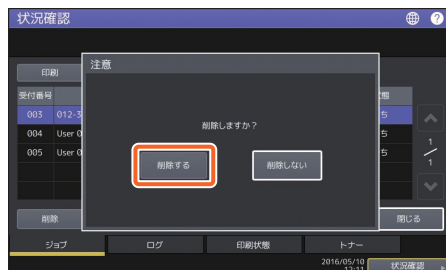 状況確認
注意
印刷
受付番号
003 012-3
004 User 0
005 User 0
削除しますか？
削除する 削除しない
1
1
削除 閉じる
ジョブ ログ 印刷状態 トナー
2016/05/10
12:11
状況確認